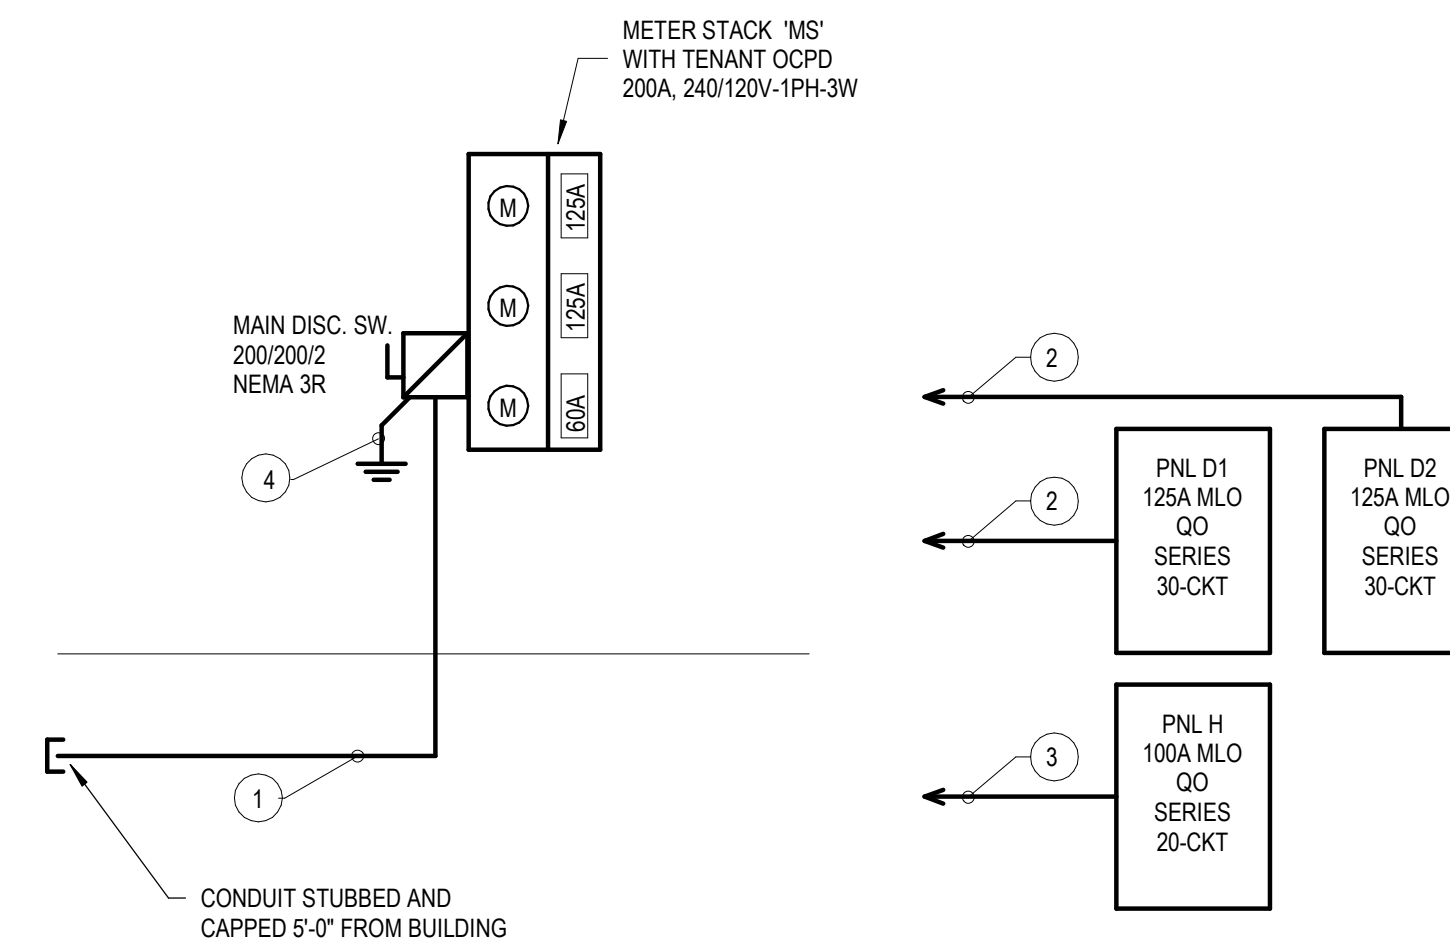 METER STACK 'MS'
WITH TENANT OCPD
200A, 240/120V-1PH-3W
M
125A
M
125A
M
60A
MAIN DISC. SW.
200/200/2
NEMA 3R
4
1
CONDUIT STUBBED AND
CAPPED 5'-0" FROM BUILDING
2
2
PNL D1
125A MLO
QO
SERIES
30-CKT
PNL D2
125A MLO
QO
SERIES
30-CKT
3
PNL H
100A MLO
QO
SERIES
20-CKT